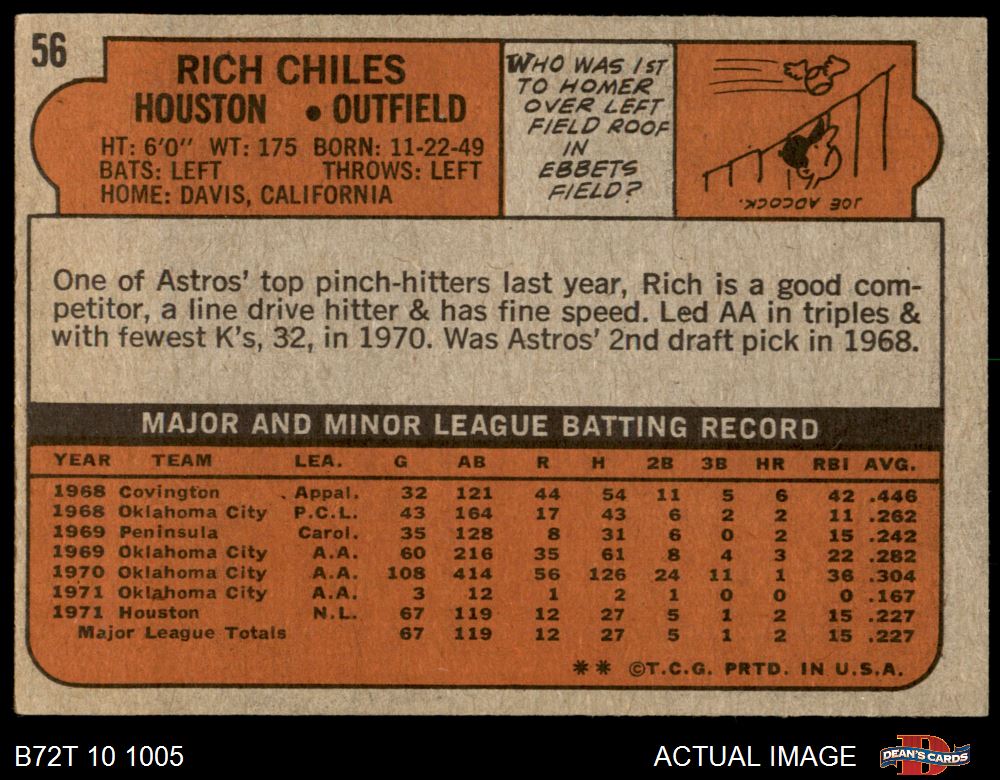 56
RICH CHILES
HOUSTON • OUTFIELD
HT: 6'0" WT: 175 BORN: 11-22-49
BATS: LEFT THROWS: LEFT
HOME: DAVIS, CALIFORNIA
WHO WAS 1ST
TO HOMER
OVER LEFT
FIELD ROOF
IN
EBBETS
FIELD?
JOE ADCOCK.
One of Astros' top pinch-hitters last year, Rich is a good com-
petitor, a line drive hitter & has fine speed. Led AA in triples &
with fewest K's, 32, in 1970. Was Astros' 2nd draft pick in 1968.
MAJOR AND MINOR LEAGUE BATTING RECORD
YEAR TEAM LEA. G AB R H 2B 3B HR RBI AVG.
1968 Covington Appal. 32 121 44 54 11 5 6 42 .446
1968 Oklahoma City P.C.L. 43 164 17 43 6 2 2 11 .262
1969 Peninsula Carol. 35 128 8 31 6 0 2 15 .242
1969 Oklahoma City A.A. 60 216 35 61 8 4 3 22 .282
1970 Oklahoma City A.A. 108 414 56 126 24 11 1 36 .304
1971 Oklahoma City A.A. 3 12 1 2 1 0 0 0 .167
1971 Houston N.L. 67 119 12 27 5 1 2 15 .227
Major League Totals 67 119 12 27 5 1 2 15 .227
** ©T.C.G. PRTD. IN U.S.A.
B72T 10 1005
ACTUAL IMAGE
DEAN'S CARDS